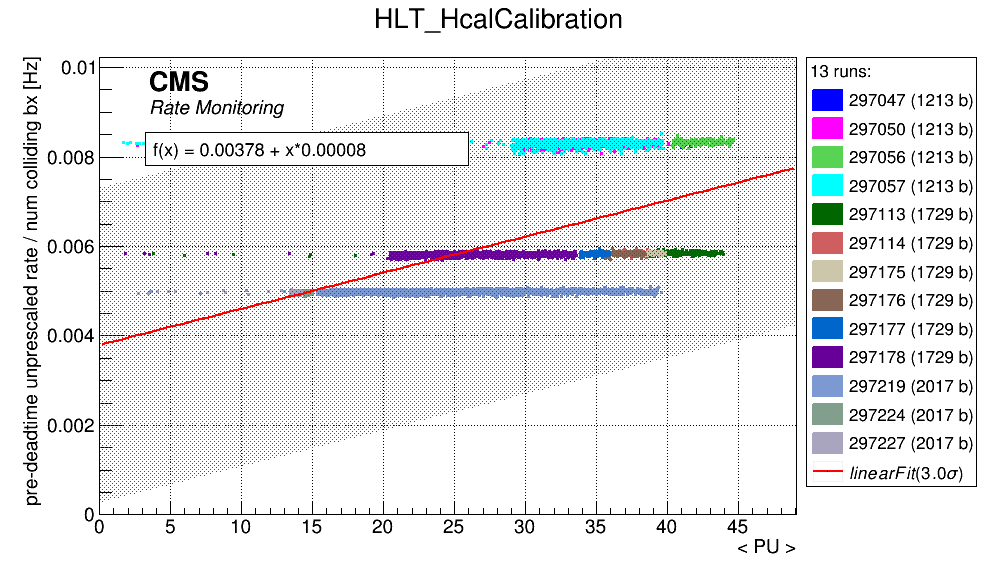 HLT_HcalCalibration
pre-deadtime unprescaled rate / num colliding bx [Hz]
0.01
0.008
0.006
0.004
0.002
0
CMS
Rate Monitoring
f(x) = 0.00378 + x*0.00008
0 5 10 15 20 25 30 35 40 45
< PU >
13 runs:
297047 (1213 b)
297050 (1213 b)
297056 (1213 b)
297057 (1213 b)
297113 (1729 b)
297114 (1729 b)
297175 (1729 b)
297176 (1729 b)
297177 (1729 b)
297178 (1729 b)
297219 (2017 b)
297224 (2017 b)
297227 (2017 b)
linearFit(3.0σ)